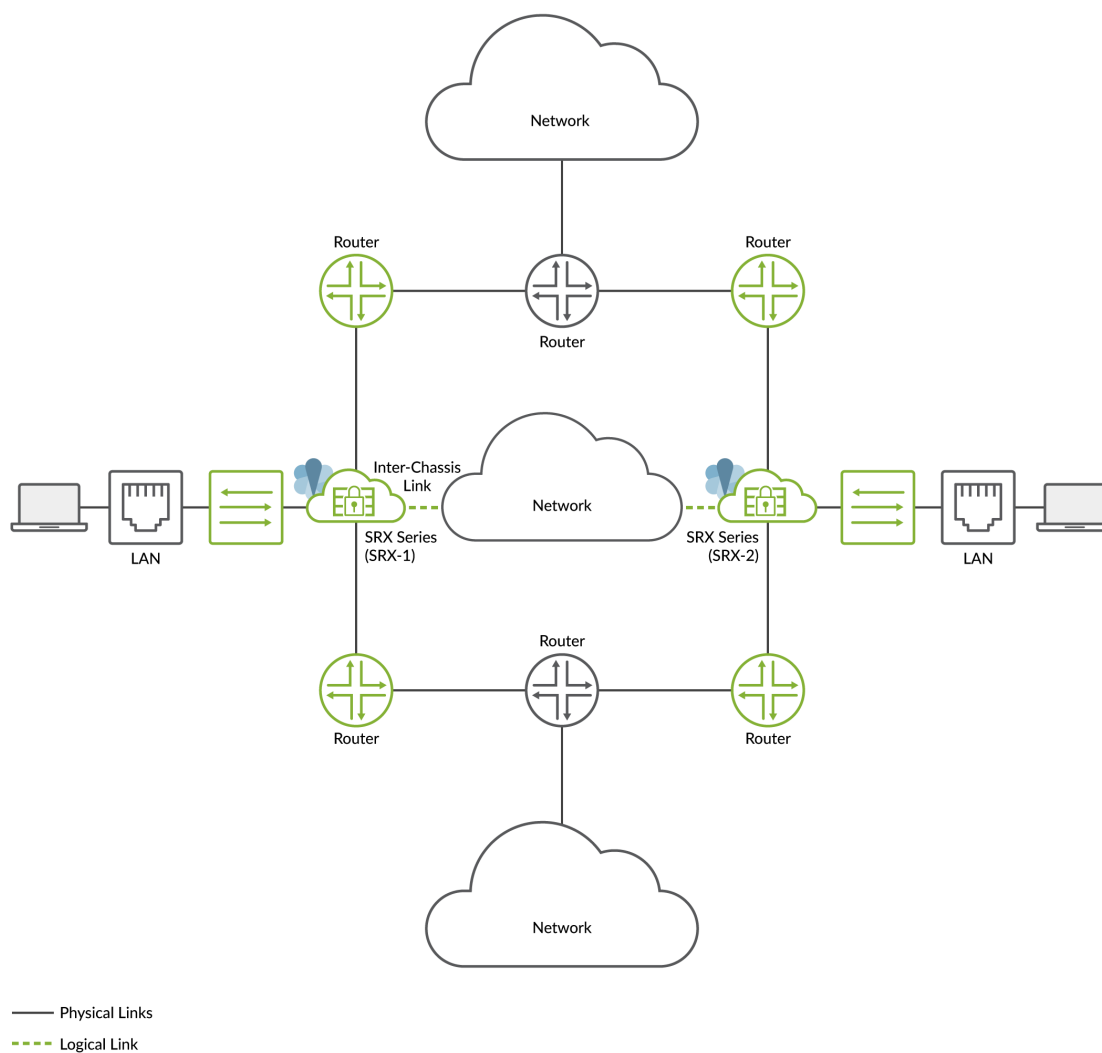 Network
Router
Router
Router
Inter-Chassis
Link
Network
SRX Series
(SRX-1)
SRX Series
(SRX-2)
LAN
LAN
Router
Router
Router
Network
Physical Links
Logical Link